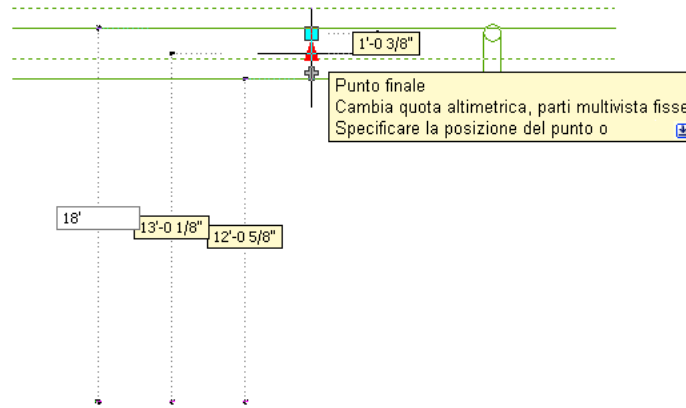 1'-0 3/8"
Punto finale
Cambia quota altimetrica, parti multivista fisse
Specificare la posizione del punto o
18'
13'-0 1/8"
12'-0 5/8"